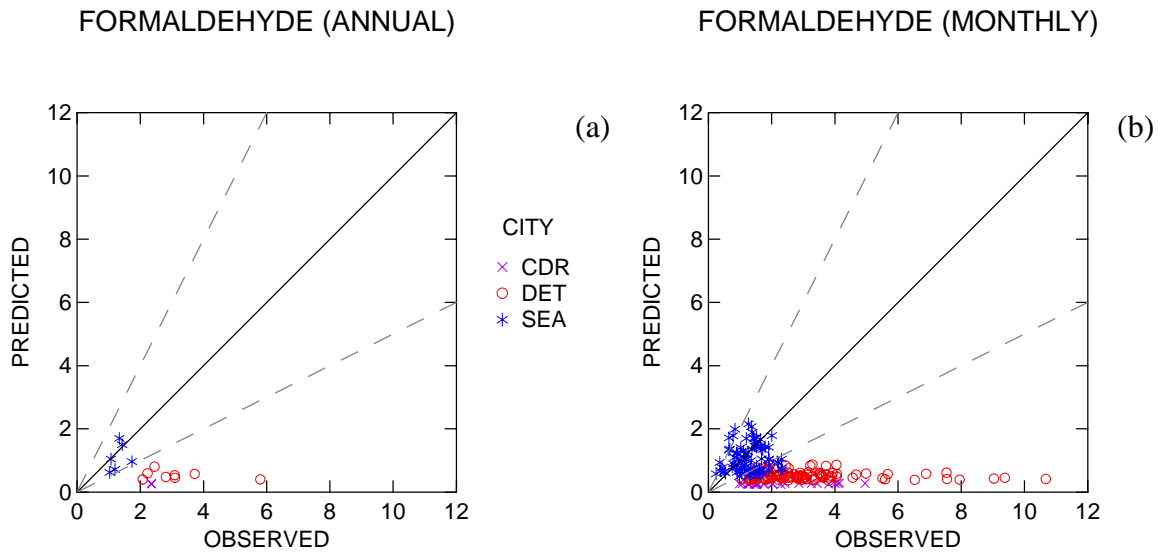 FORMALDEHYDE (ANNUAL)
FORMALDEHYDE (MONTHLY)
12
10
8
6
4
2
0
PREDICTED
0 2 4 6 8 10 12
OBSERVED
(a)
CITY
CDR
DET
SEA
12
10
8
6
4
2
0
PREDICTED
0 2 4 6 8 10 12
OBSERVED
(b)